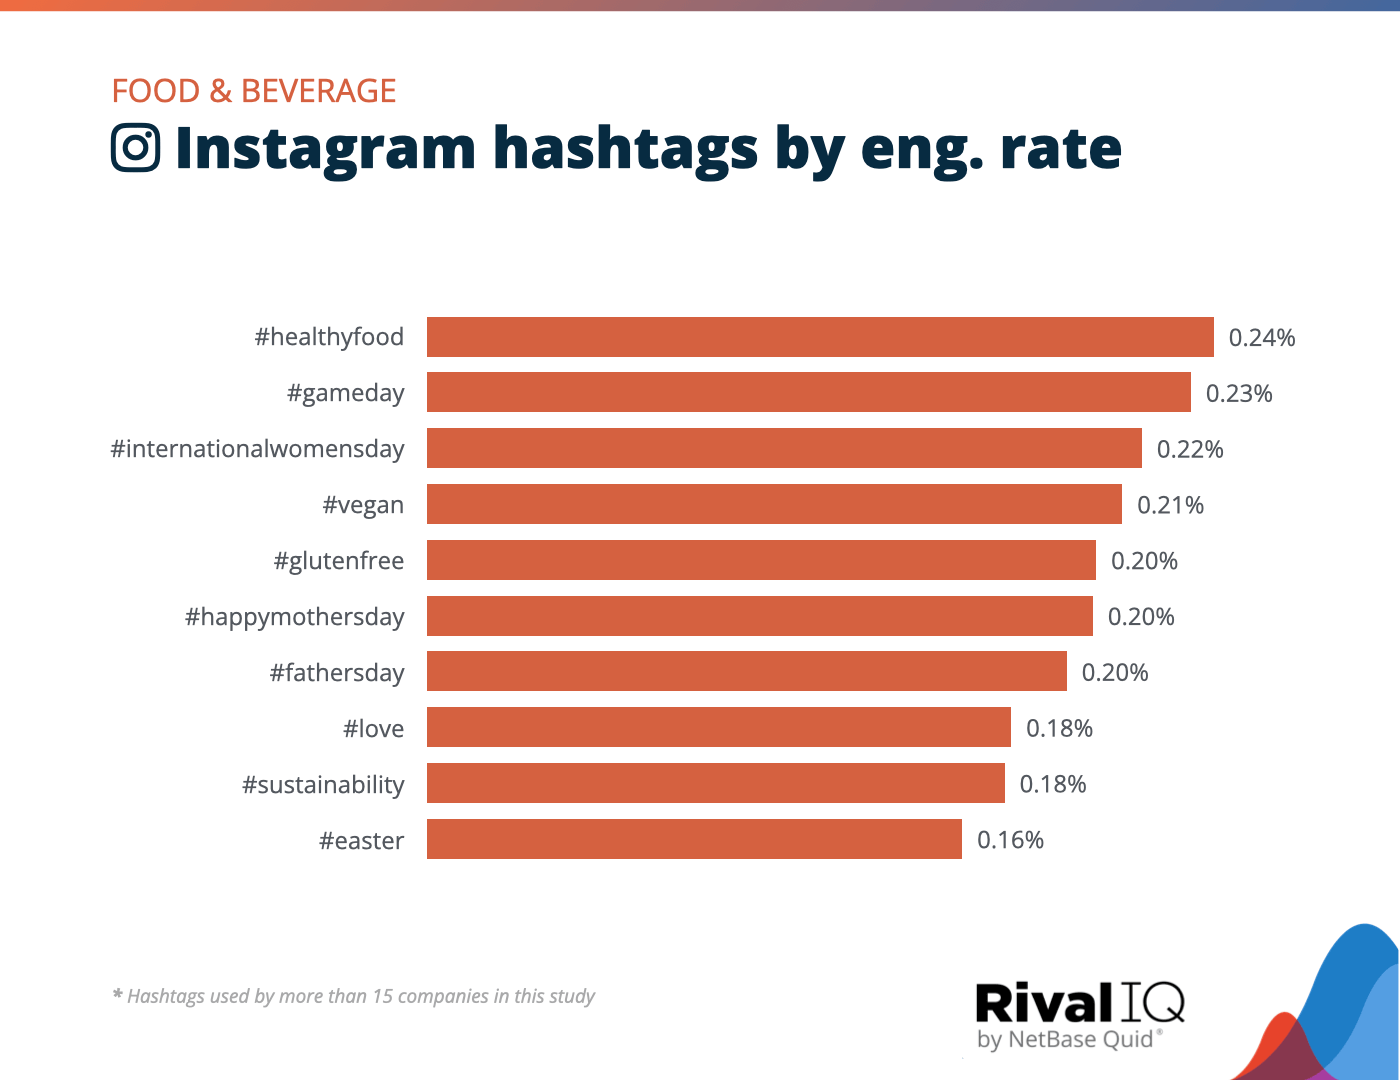 FOOD & BEVERAGE
Instagram hashtags by eng. rate
#healthyfood 0.24%
#gameday 0.23%
#internationalwomensday 0.22%
#vegan 0.21%
#glutenfree 0.20%
#happymothersday 0.20%
#fathersday 0.20%
#love 0.18%
#sustainability 0.18%
#easter 0.16%
* Hashtags used by more than 15 companies in this study
Rival IQ
by NetBase Quid®